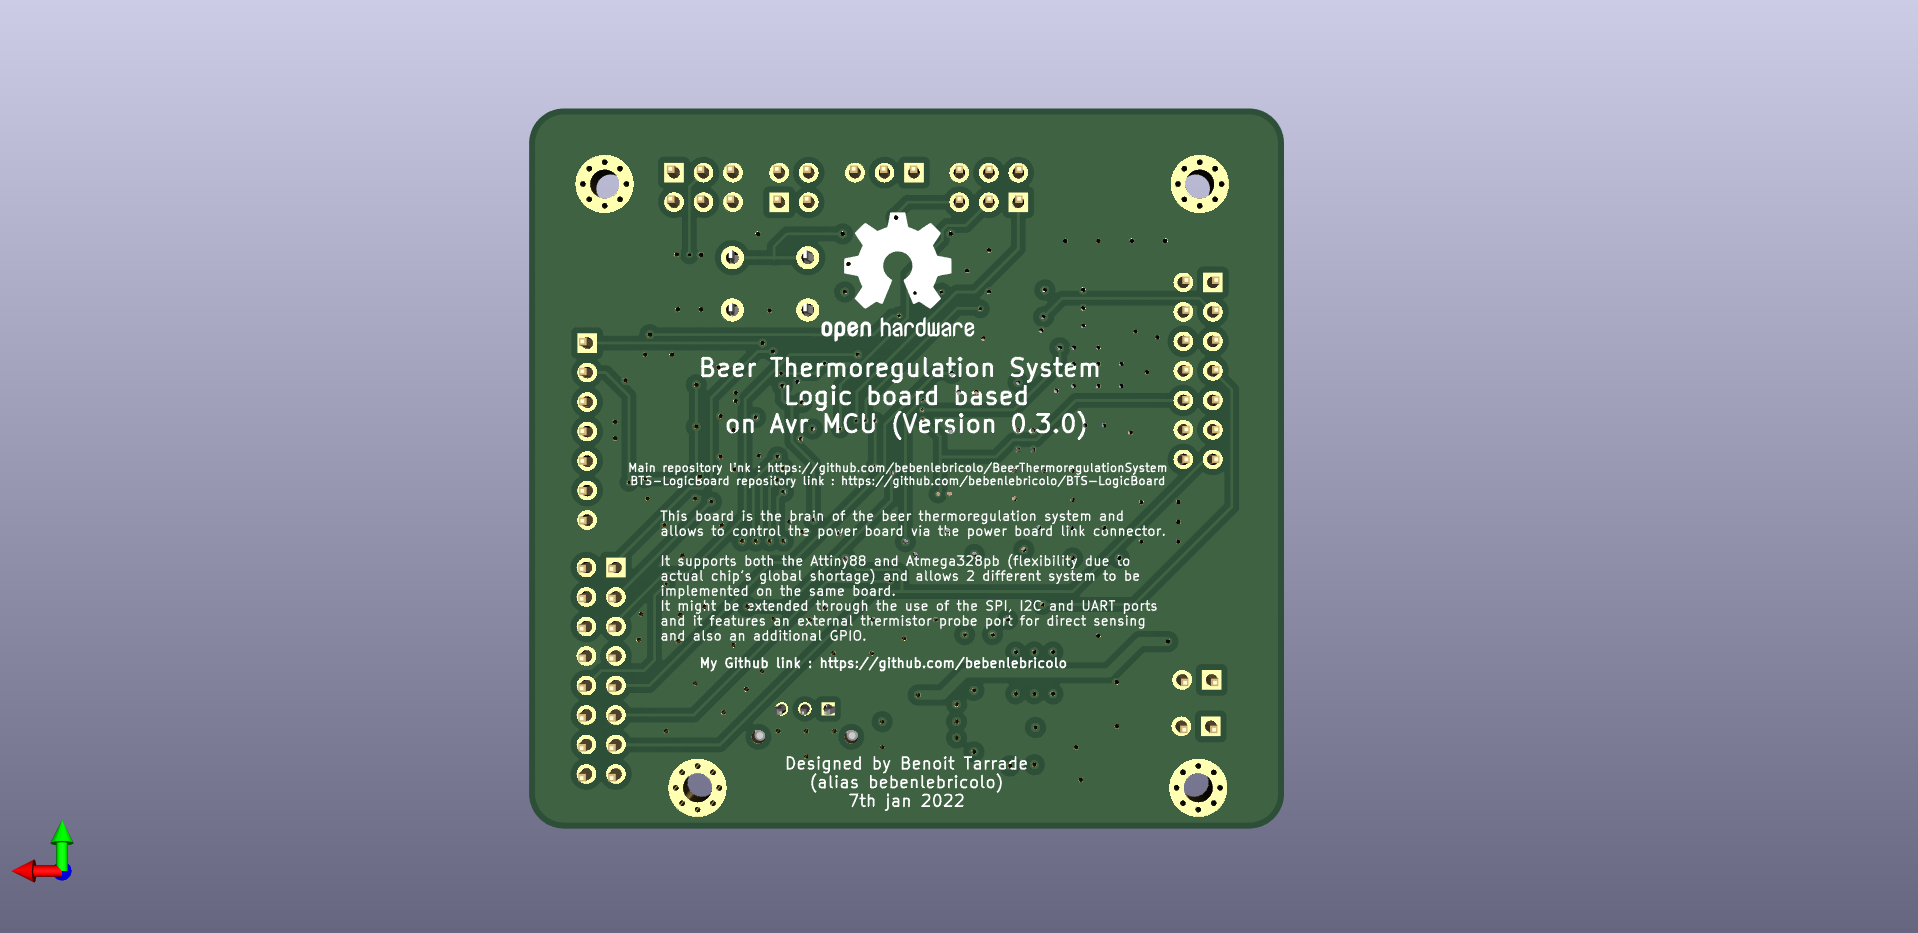 open hardware
Beer Thermoregulation System
Logic board based
on Avr MCU (Version 0.3.0)
Main repository link : https://github.com/bebenlebricolo/BeerThermoregulationSystem
BTS-LogicBoard repository link : https://github.com/bebenlebricolo/BTS-LogicBoard
This board is the brain of the beer thermoregulation system and
allows to control the power board via the power board link connector.
It supports both the Attiny88 and Atmega328pb (flexibility due to
actual chip's global shortage) and allows 2 different system to be
implemented on the same board.
It might be extended through the use of the SPI, I2C and UART ports
and it features an external thermistor probe port for direct sensing
and also an additional GPIO.
My Github link : https://github.com/bebenlebricolo
Designed by Benoit Tarrade
(alias bebenlebricolo)
7th jan 2022